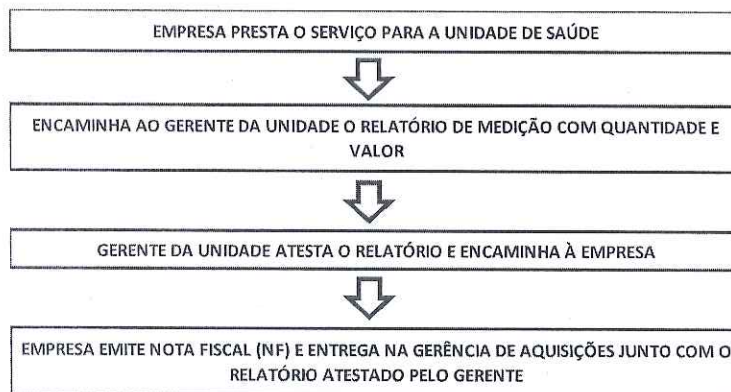 EMPRESA PRESTA O SERVIÇO PARA A UNIDADE DE SAÚDE
ENCAMINHA AO GERENTE DA UNIDADE O RELATÓRIO DE MEDIÇÃO COM QUANTIDADE E
VALOR
GERENTE DA UNIDADE ATESTA O RELATÓRIO E ENCAMINHA À EMPRESA
EMPRESA EMITE NOTA FISCAL (NF) E ENTREGA NA GERÊNCIA DE AQUISIÇÕES JUNTO COM O
RELATÓRIO ATESTADO PELO GERENTE